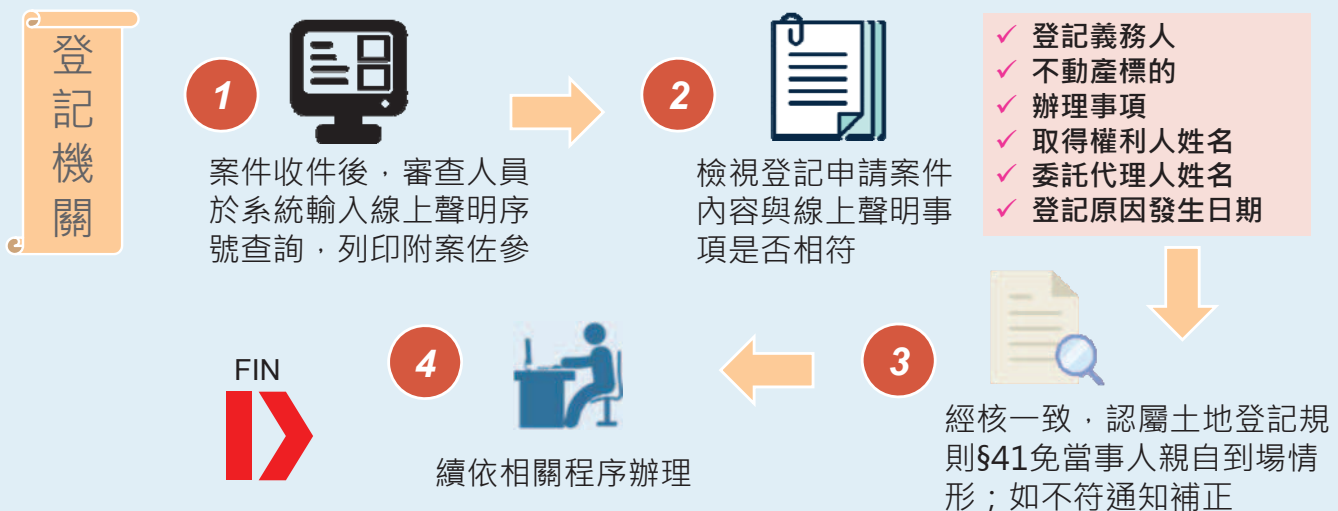 登記機關
1
案件收件後，審查人員
於系統輸入線上聲明序
號查詢，列印附案佐參
2
檢視登記申請案件
內容與線上聲明事
項是否相符
✓ 登記義務人
✓ 不動產標的
✓ 辦理事項
✓ 取得權利人姓名
✓ 委託代理人姓名
✓ 登記原因發生日期
3
經核一致，認屬土地登記規
則§41免當事人親自到場情
形；如不符通知補正
4
續依相關程序辦理
FIN